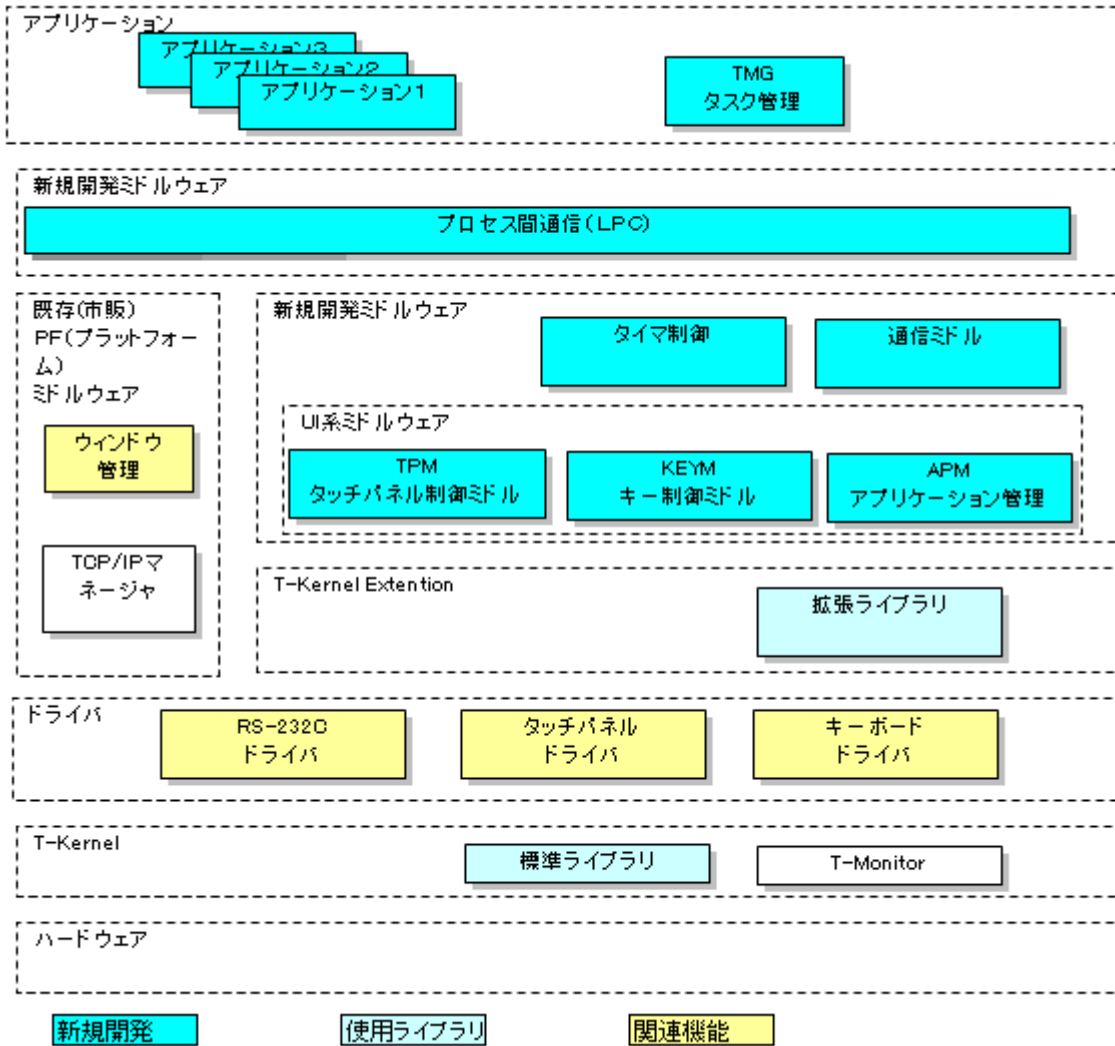 アプリケーション
アプリケーション3
アプリケーション2
アプリケーション1
TMG
タスク管理
新規開発ミドルウェア
プロセス間通信(LPC)
既存(市販)
PF(プラットフォー
ム)
ミドルウェア
ウィンドウ
管理
TCP/IPマ
ネージャ
新規開発ミドルウェア
タイマ制御
通信ミドル
UI系ミドルウェア
TPM
タッチパネル制御ミドル
KEYM
キー制御ミドル
APM
アプリケーション管理
T-Kernel Extention
拡張ライブラリ
ドライバ
RS-232C
ドライバ
タッチパネル
ドライバ
キーボード
ドライバ
T-Kernel
標準ライブラリ
T-Monitor
ハードウェア
新規開発
使用ライブラリ
関連機能